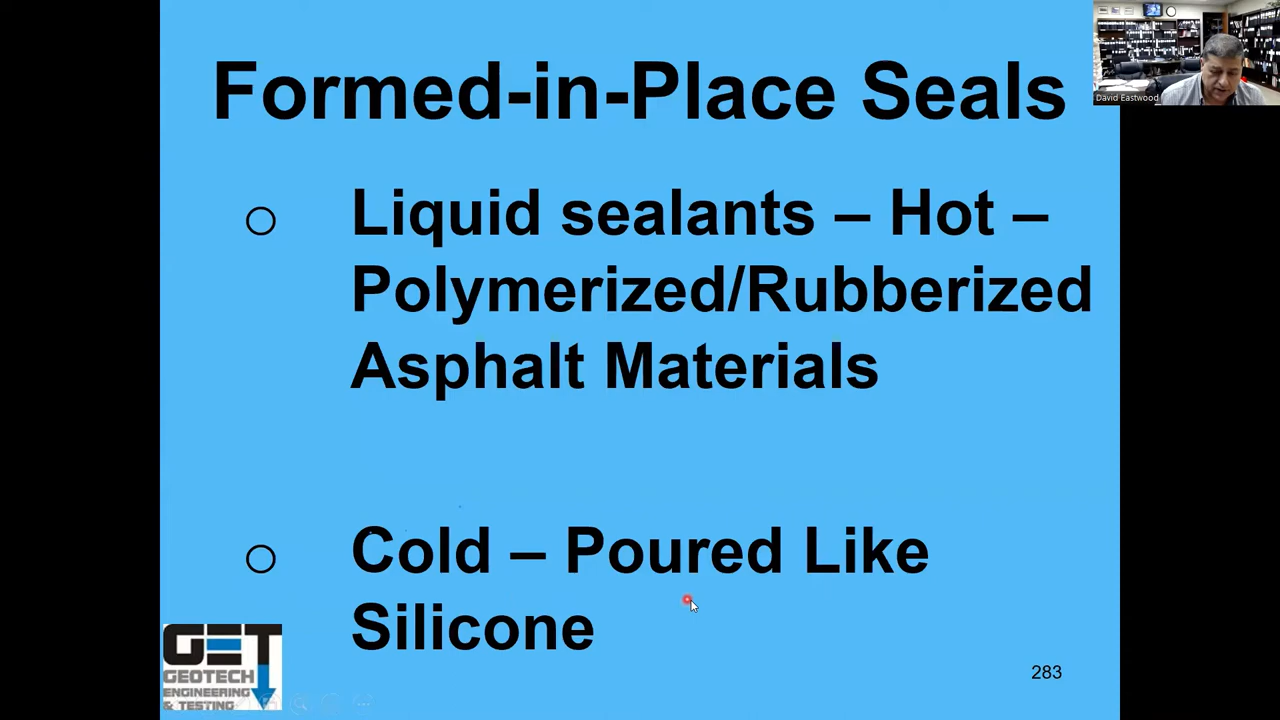 Formed-in-Place Seals
David Eastwood
○ Liquid sealants – Hot –
Polymerized/Rubberized
Asphalt Materials
○ Cold – Poured Like
Silicone
GET
GEOTECH
ENGINEERING
& TESTING
283